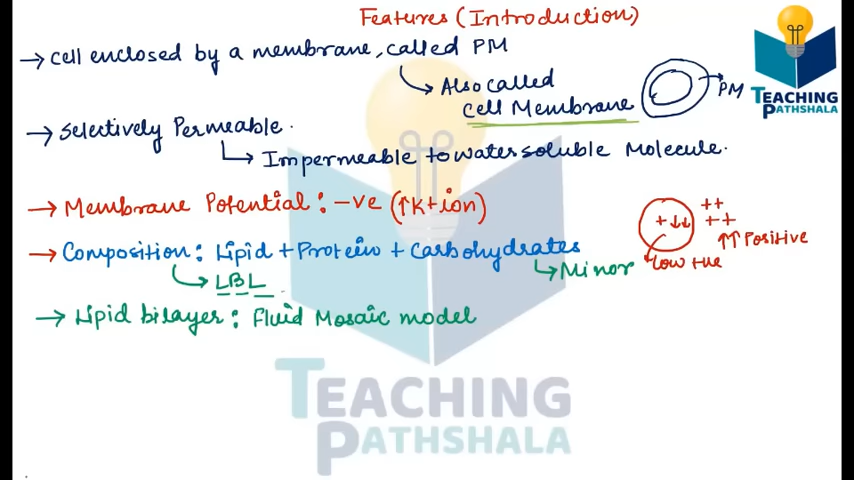 Features (Introduction)
→ Cell enclosed by a membrane, called PM
Also called
Cell Membrane
PM
TEACHING
PATHSHALA
→ Selectively Permeable.
Impermeable to water soluble Molecule.
→ Membrane Potential : -ve (↑K+ion)
++
++
+↓↓
↑↑ Positive
low +ve
→ Composition : Lipid + Protein + Carbohydrates
Minor
LBL
→ Lipid bilayer : Fluid Mosaic model
TEACHING
PATHSHALA